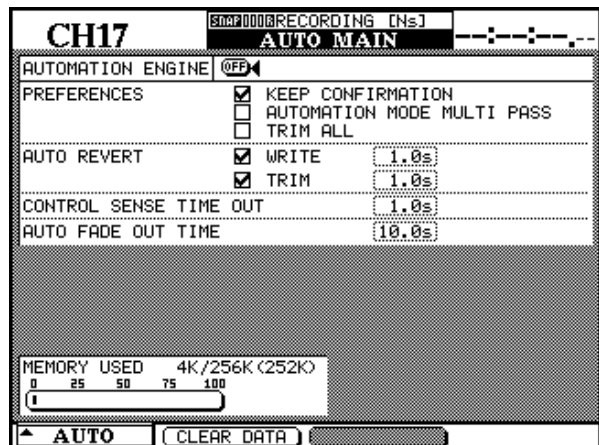 CH17
SNAP000 RECORDING [Ns]
AUTO MAIN
--:--:--.--
AUTOMATION ENGINE OFF
PREFERENCES KEEP CONFIRMATION
AUTOMATION MODE MULTI PASS
TRIM ALL
AUTO REVERT WRITE 1.0s
TRIM 1.0s
CONTROL SENSE TIME OUT 1.0s
AUTO FADE OUT TIME 10.0s
MEMORY USED 4K/256K(252K)
0 25 50 75 100
AUTO CLEAR DATA